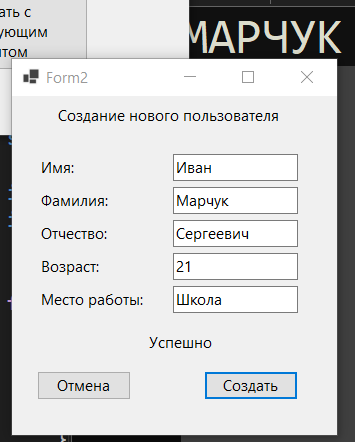 ать с
ующим
нтом
МАРЧУК
Form2
Создание нового пользователя
Имя: Иван
Фамилия: Марчук
Отчество: Сергеевич
Возраст: 21
Место работы: Школа
Успешно
Отмена Создать
}